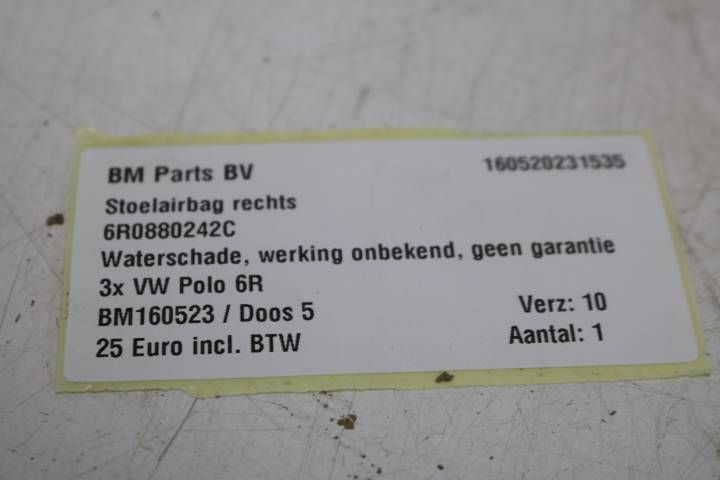 BM Parts BV 160520231535
Stoelairbag rechts
6R0880242C
Waterschade, werking onbekend, geen garantie
3x VW Polo 6R
BM160523 / Doos 5 Verz: 10
25 Euro incl. BTW Aantal: 1